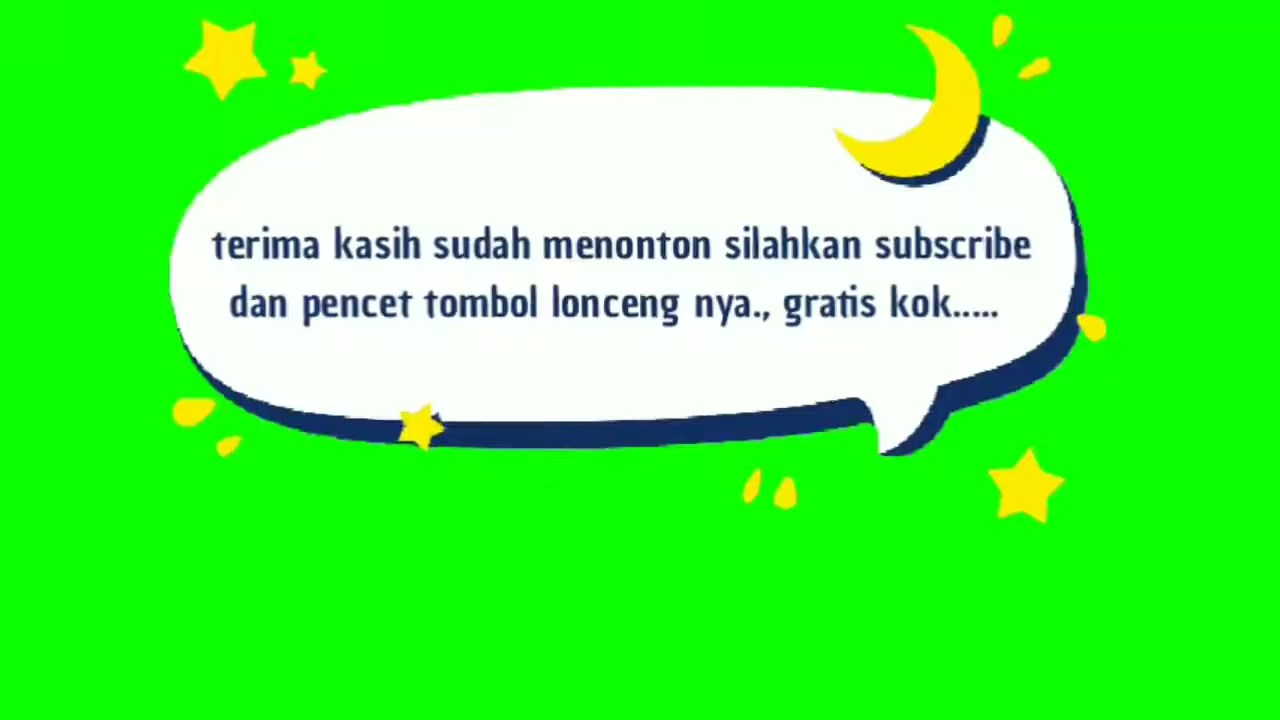 terima kasih sudah menonton silahkan subscribe
dan pencet tombol lonceng nya., gratis kok.....